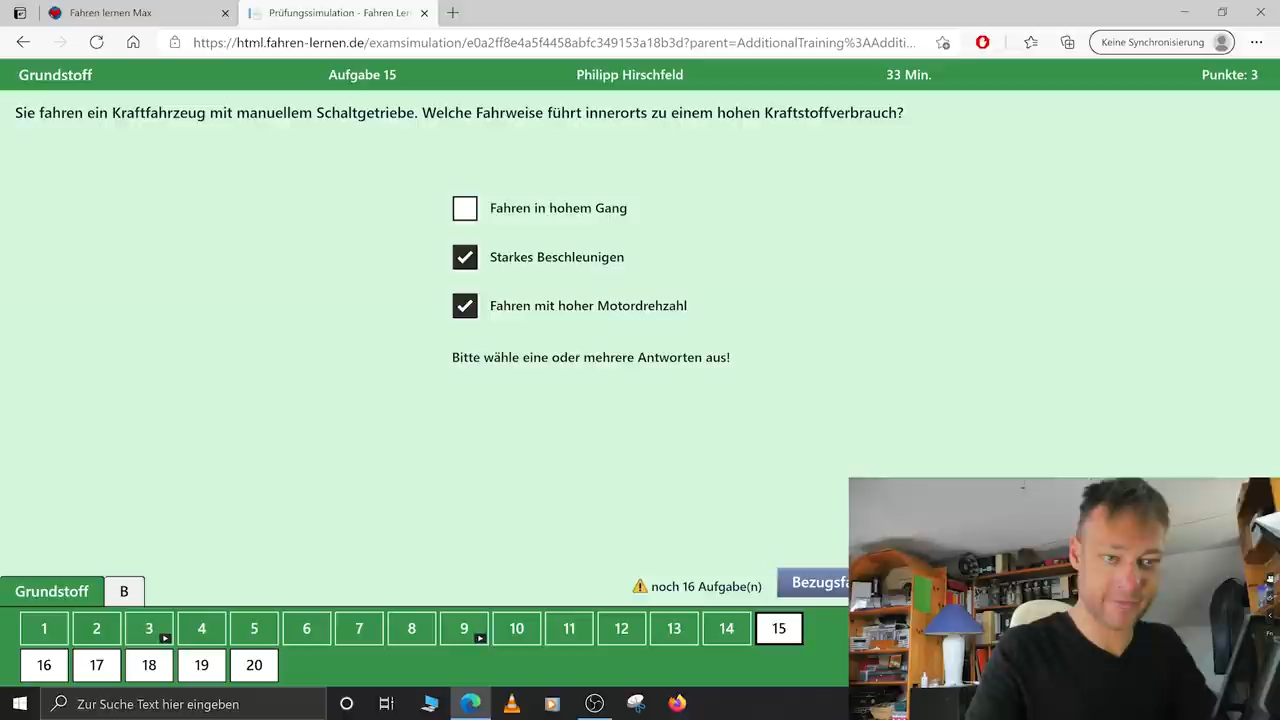 Fahren lernen Max
Prüfungssimulation - Fahren Ler
https://html.fahren-lernen.de/examsimulation/e0a2ff8e4a5f4458abfc349153a18b3d?parent=AdditionalTraining%3AAdditi...
Keine Synchronisierung
Grundstoff
Aufgabe 15
Philipp Hirschfeld
33 Min.
Punkte: 3
Sie fahren ein Kraftfahrzeug mit manuellem Schaltgetriebe. Welche Fahrweise führt innerorts zu einem hohen Kraftstoffverbrauch?
Fahren in hohem Gang
Starkes Beschleunigen
Fahren mit hoher Motordrehzahl
Bitte wähle eine oder mehrere Antworten aus!
Grundstoff
B
noch 16 Aufgabe(n)
Bezugsfa
1 2 3 4 5 6 7 8 9 10 11 12 13 14 15
16 17 18 19 20
Zur Suche Text hier eingeben